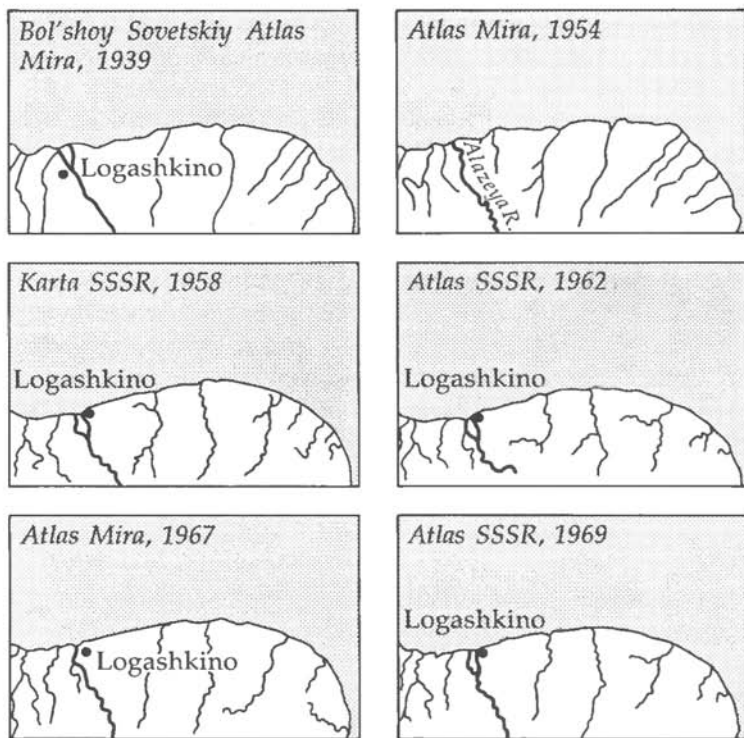 Bol'shoy Sovetskiy Atlas
Mira, 1939
Logashkino
Atlas Mira, 1954
Alazeya R.
Karta SSSR, 1958
Logashkino
Atlas SSSR, 1962
Logashkino
Atlas Mira, 1967
Logashkino
Atlas SSSR, 1969
Logashkino